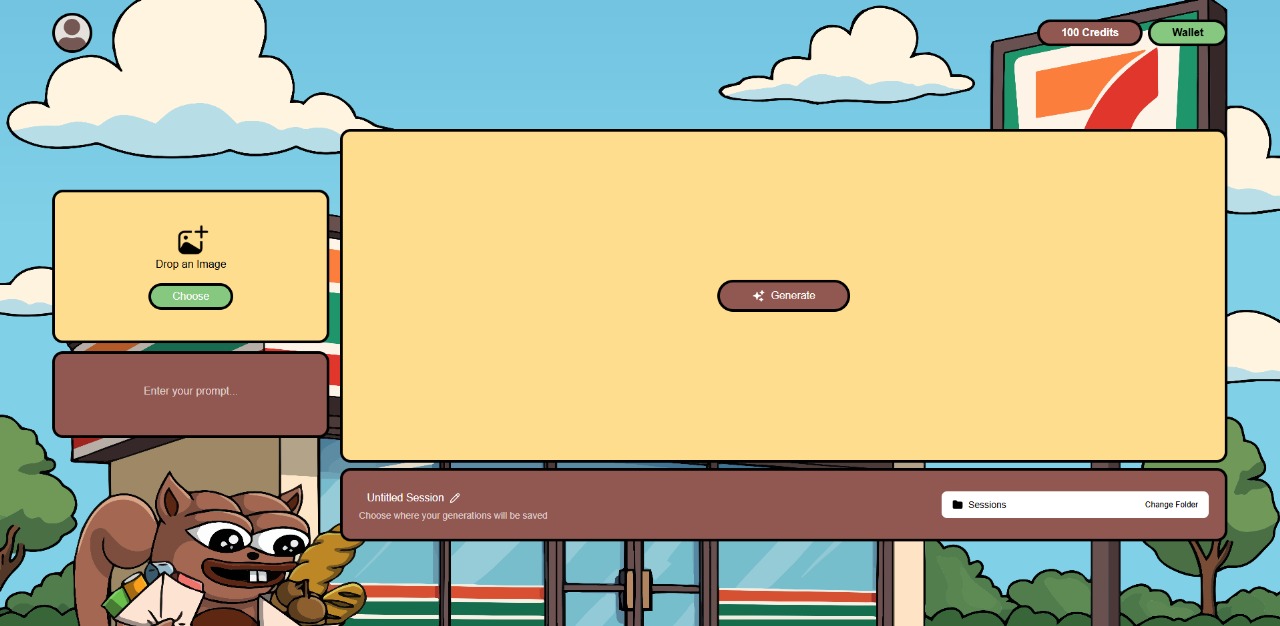 100 Credits
Wallet
Drop an Image
Choose
Generate
Enter your prompt...
Untitled Session
Choose where your generations will be saved
Sessions
Change Folder